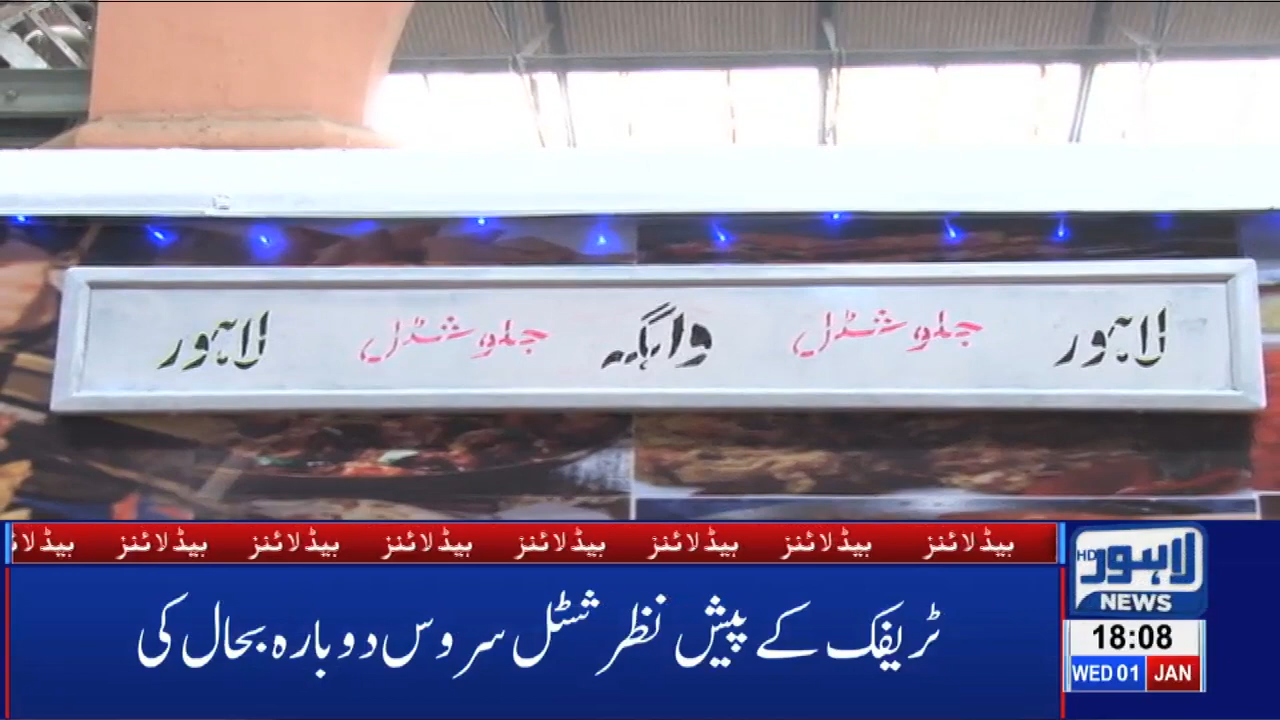 لاہور جلو شٹل واہگہ جلو شٹل لاہور
ہیڈلائنز ہیڈلائنز ہیڈلائنز ہیڈلائنز ہیڈلائنز ہیڈلائنز ہیڈلائنز
ٹریفک کے پیش نظر شٹل سروس دوبارہ بحال کی
HD
لاہور
NEWS
18:08
WED 01 JAN